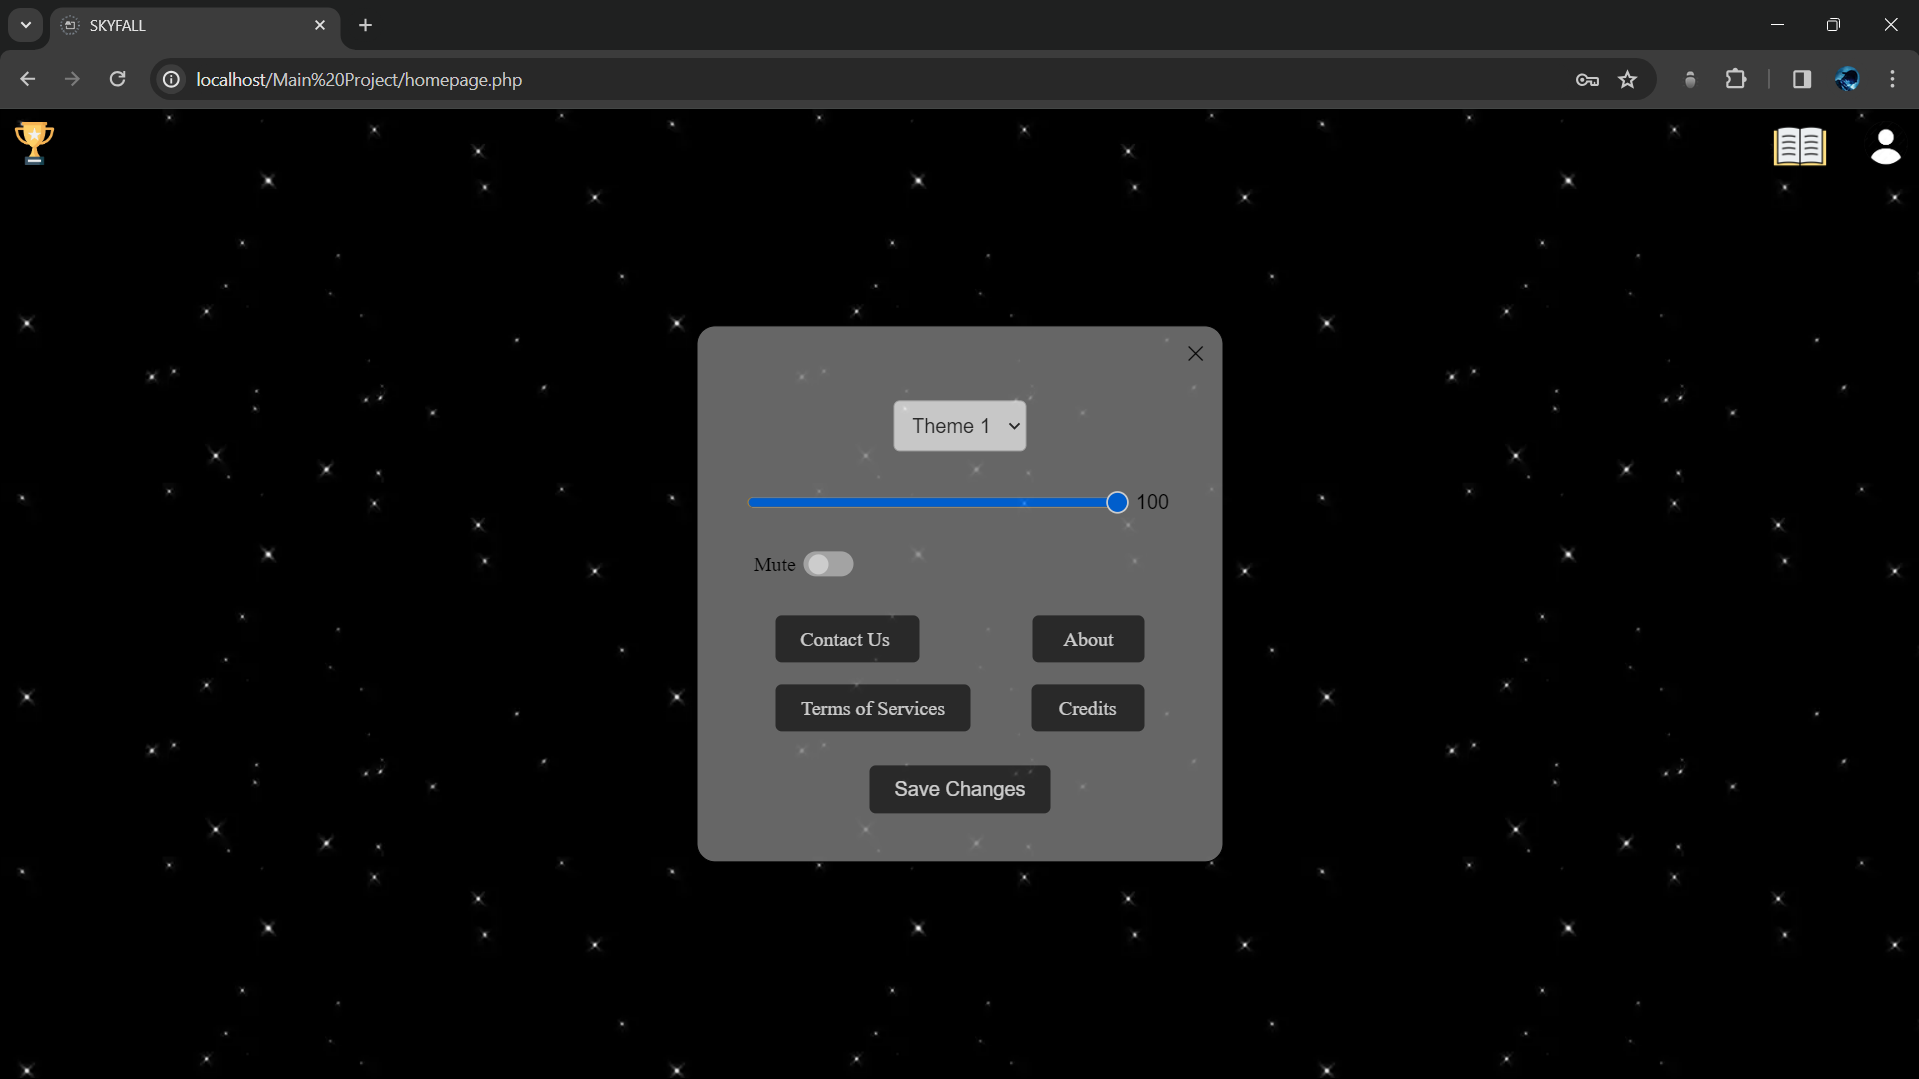 SKYFALL
localhost/Main%20Project/homepage.php
Theme 1
100
Mute
Contact Us
About
Terms of Services
Credits
Save Changes